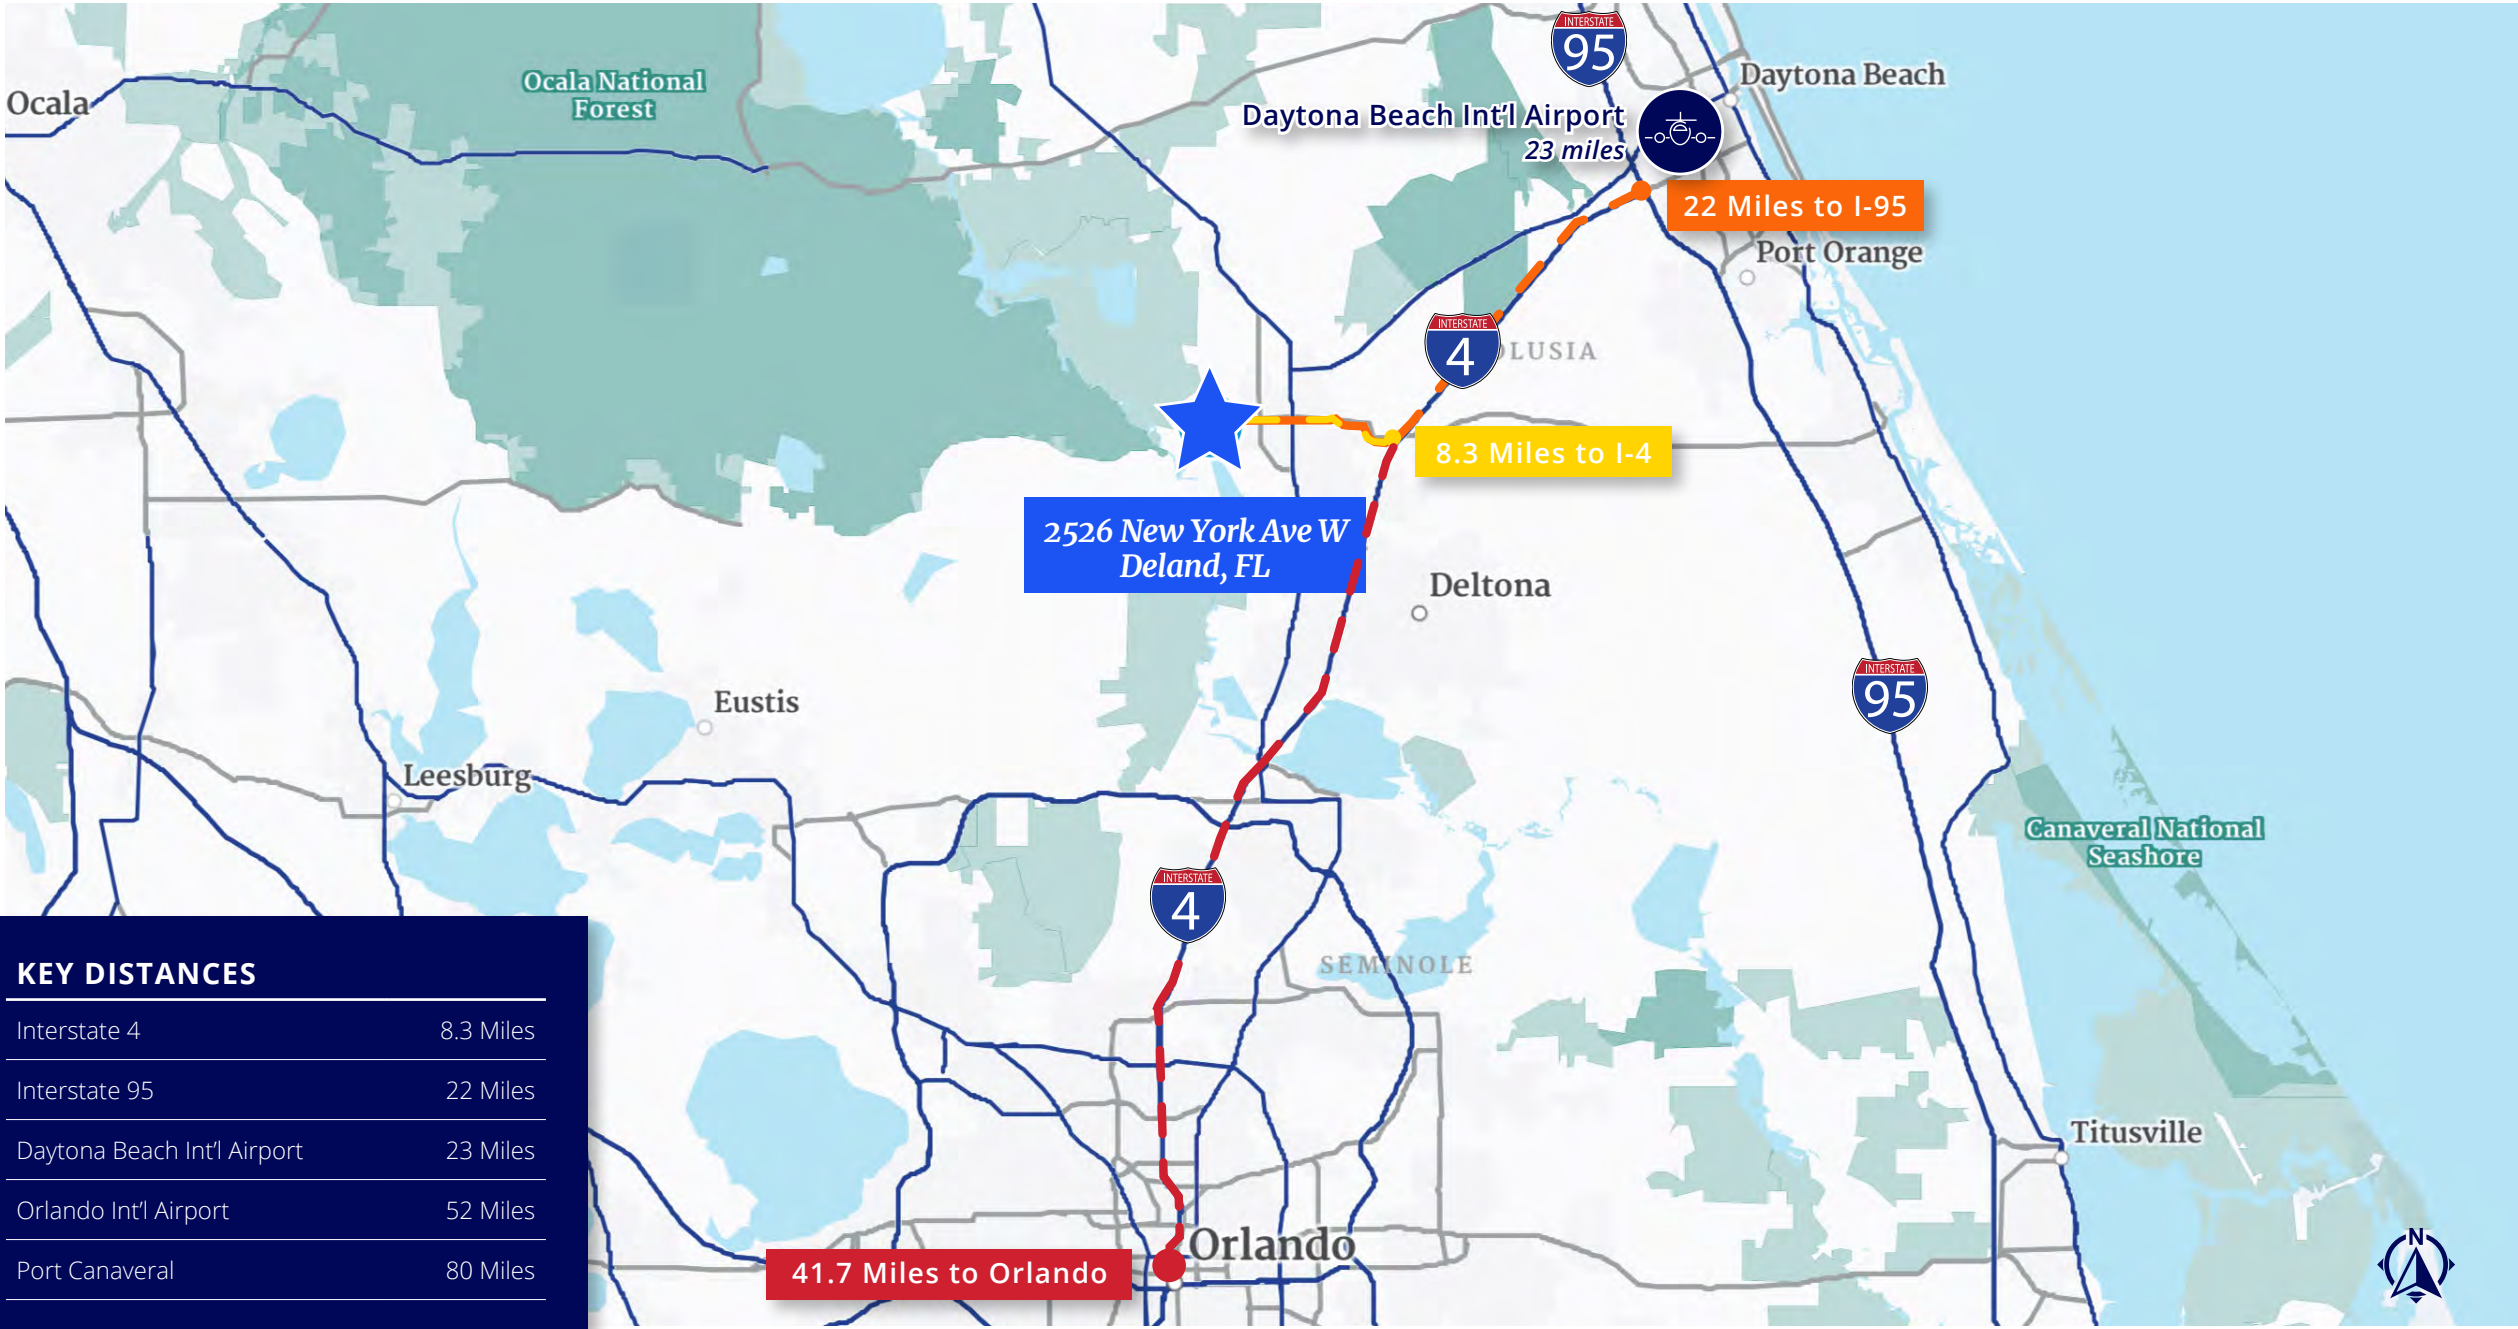 INTERSTATE
95
Daytona Beach
Ocala National
Forest
Ocala
Daytona Beach Int'l Airport
23 miles
22 Miles to I-95
Port Orange
INTERSTATE
4
LUSIA
8.3 Miles to I-4
2526 New York Ave W
Deland, FL
Deltona
INTERSTATE
95
Eustis
Leesburg
Canaveral National
Seashore
INTERSTATE
4
SEMINOLE
KEY DISTANCES
Interstate 4 8.3 Miles
Interstate 95 22 Miles
Daytona Beach Int'l Airport 23 Miles
Orlando Int'l Airport 52 Miles
Port Canaveral 80 Miles
Titusville
Orlando
41.7 Miles to Orlando
N